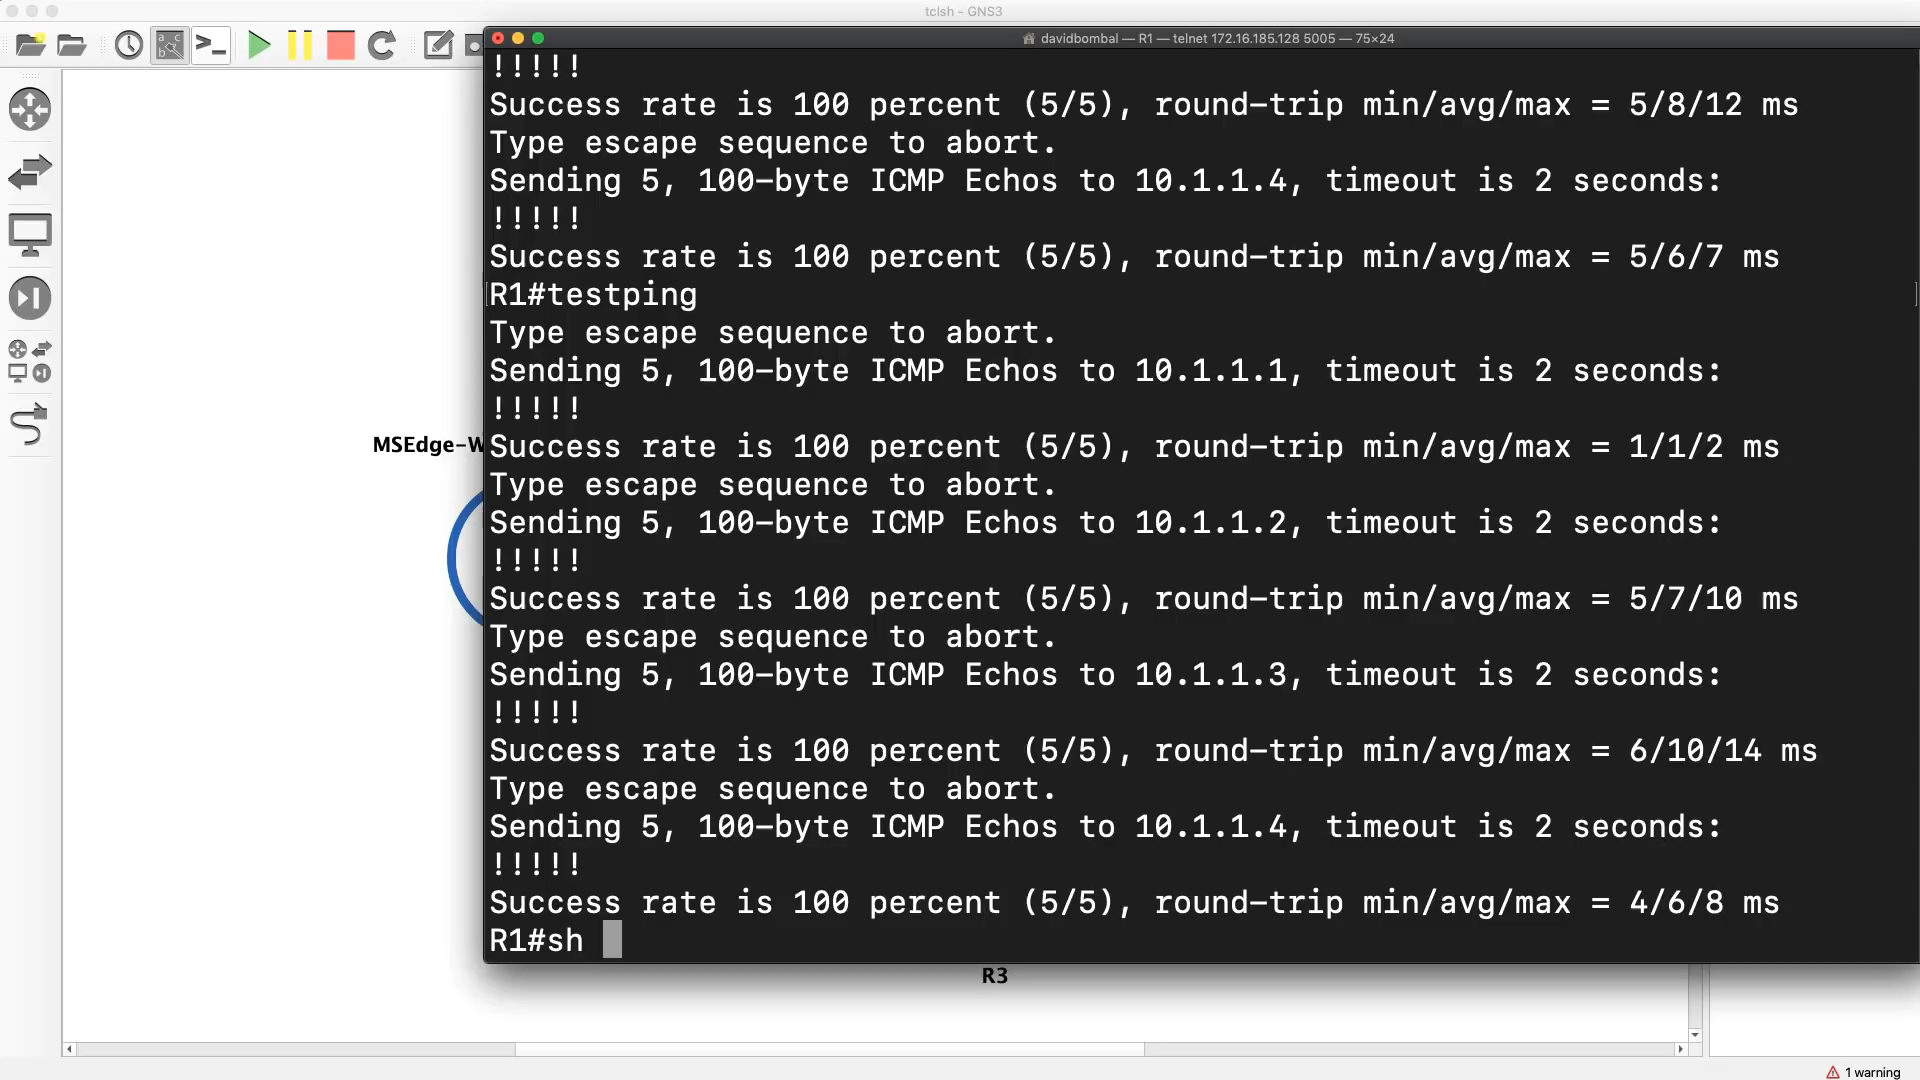 tclsh - GNS3
davidbombal — R1 — telnet 172.16.185.128 5005 — 75×24
!!!!!
Success rate is 100 percent (5/5), round-trip min/avg/max = 5/8/12 ms
Type escape sequence to abort.
Sending 5, 100-byte ICMP Echos to 10.1.1.4, timeout is 2 seconds:
!!!!!
Success rate is 100 percent (5/5), round-trip min/avg/max = 5/6/7 ms
R1#testping
Type escape sequence to abort.
Sending 5, 100-byte ICMP Echos to 10.1.1.1, timeout is 2 seconds:
!!!!!
MSEdge-W
Success rate is 100 percent (5/5), round-trip min/avg/max = 1/1/2 ms
Type escape sequence to abort.
Sending 5, 100-byte ICMP Echos to 10.1.1.2, timeout is 2 seconds:
!!!!!
Success rate is 100 percent (5/5), round-trip min/avg/max = 5/7/10 ms
Type escape sequence to abort.
Sending 5, 100-byte ICMP Echos to 10.1.1.3, timeout is 2 seconds:
!!!!!
Success rate is 100 percent (5/5), round-trip min/avg/max = 6/10/14 ms
Type escape sequence to abort.
Sending 5, 100-byte ICMP Echos to 10.1.1.4, timeout is 2 seconds:
!!!!!
Success rate is 100 percent (5/5), round-trip min/avg/max = 4/6/8 ms
R1#sh
R3
1 warning